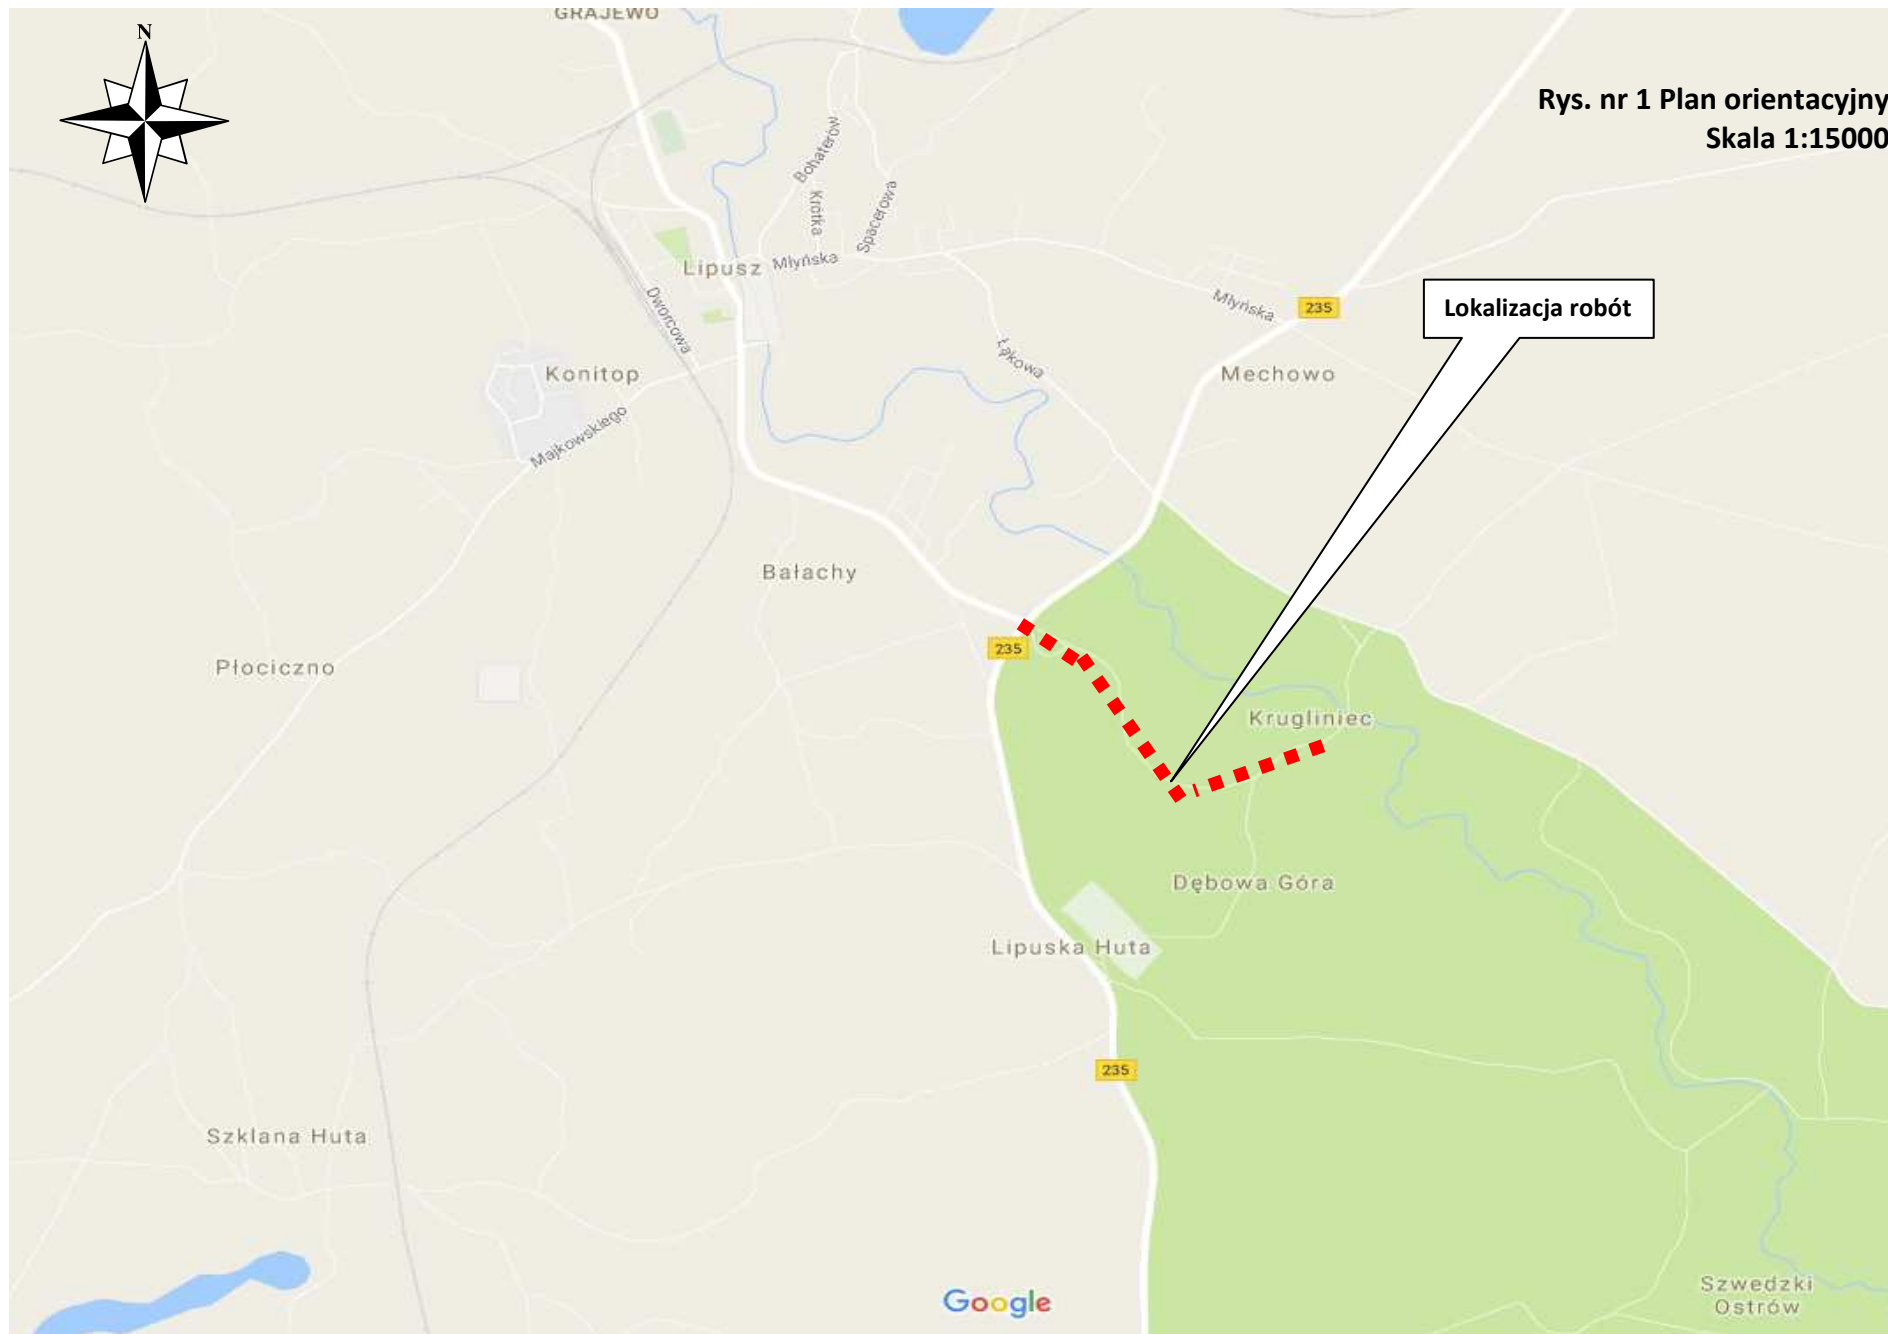 GRAJEWO
N
Rys. nr 1 Plan orientacyjny
Skala 1:15000
Bohaterów
Krótka
Spacerowa
Lipusz
Młyńska
Dworcowa
Młyńska
235
Lokalizacja robót
Łąkowa
Konitop
Mechowo
Majkowskiego
Bałachy
235
Płociczno
Krugliniec
Dębowa Góra
Lipuska Huta
235
Szklana Huta
Google
Szwedzki
Ostrów